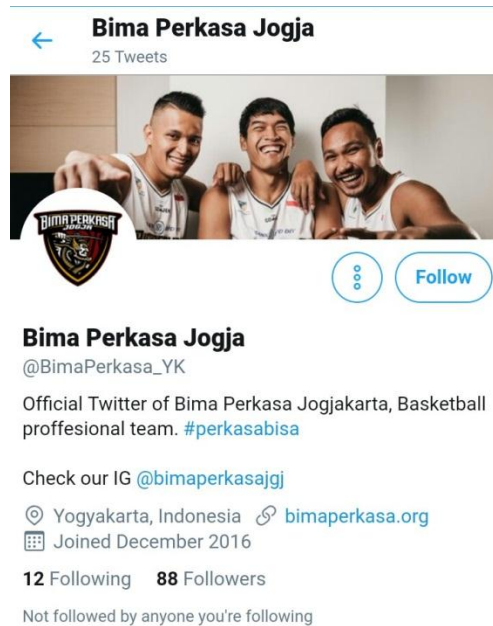 Bima Perkasa Jogja
25 Tweets
BIMA PERKASA
JOGJA
Follow
Bima Perkasa Jogja
@BimaPerkasa_YK
Official Twitter of Bima Perkasa Jogjakarta, Basketball
proffesional team. #perkasabisa
Check our IG @bimaperkasajgj
Yogyakarta, Indonesia bimaperkasa.org
Joined December 2016
12 Following 88 Followers
Not followed by anyone you're following